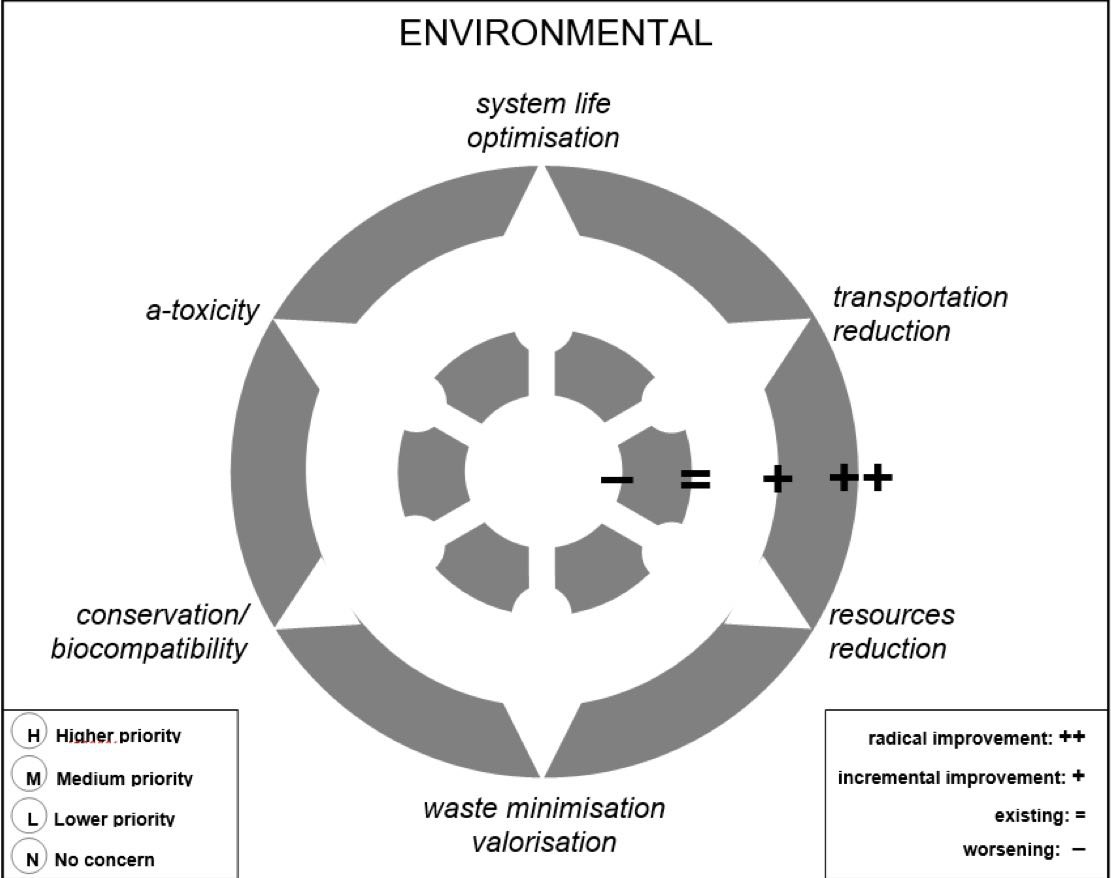 ENVIRONMENTAL
system life
optimisation
a-toxicity
transportation
reduction
− = + ++
conservation/
biocompatibility
resources
reduction
waste minimisation
valorisation
H Higher priority
M Medium priority
L Lower priority
N No concern
radical improvement: ++
incremental improvement: +
existing: =
worsening: −